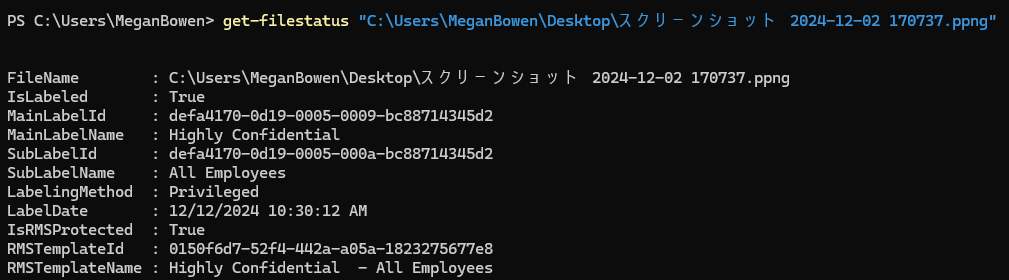 PS C:\Users\MeganBowen> get-filestatus "C:\Users\MeganBowen\Desktop\スクリーンショット 2024-12-02 170737.ppng"
FileName : C:\Users\MeganBowen\Desktop\スクリーンショット 2024-12-02 170737.ppng
IsLabeled : True
MainLabelId : defa4170-0d19-0005-0009-bc88714345d2
MainLabelName : Highly Confidential
SubLabelId : defa4170-0d19-0005-000a-bc88714345d2
SubLabelName : All Employees
LabelingMethod : Privileged
LabelDate : 12/12/2024 10:30:12 AM
IsRMSProtected : True
RMSTemplateId : 0150f6d7-52f4-442a-a05a-1823275677e8
RMSTemplateName : Highly Confidential  - All Employees